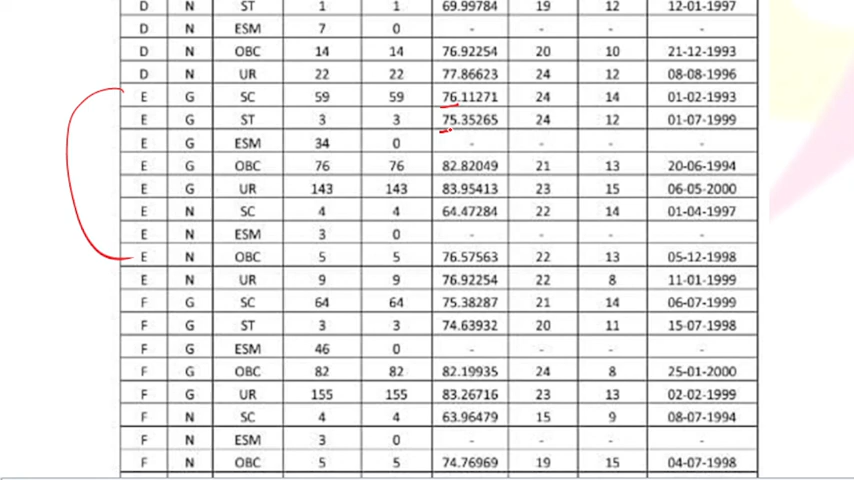 D N ST 1 1 69.99784 19 12 12-01-1997
D N ESM 7 0 - - - -
D N OBC 14 14 76.92254 20 10 21-12-1993
D N UR 22 22 77.86623 24 12 08-08-1996
E G SC 59 59 76.11271 24 14 01-02-1993
E G ST 3 3 75.35265 24 12 01-07-1999
E G ESM 34 0 - - - -
E G OBC 76 76 82.82049 21 13 20-06-1994
E G UR 143 143 83.95413 23 15 06-05-2000
E N SC 4 4 64.47284 22 14 01-04-1997
E N ESM 3 0 - - - -
E N OBC 5 5 76.57563 22 13 05-12-1998
E N UR 9 9 76.92254 22 8 11-01-1999
F G SC 64 64 75.38287 21 14 06-07-1999
F G ST 3 3 74.63932 20 11 15-07-1998
F G ESM 46 0 - - - -
F G OBC 82 82 82.19935 24 8 25-01-2000
F G UR 155 155 83.26716 23 13 02-02-1999
F N SC 4 4 63.96479 15 9 08-07-1994
F N ESM 3 0 - - - -
F N OBC 5 5 74.76969 19 15 04-07-1998